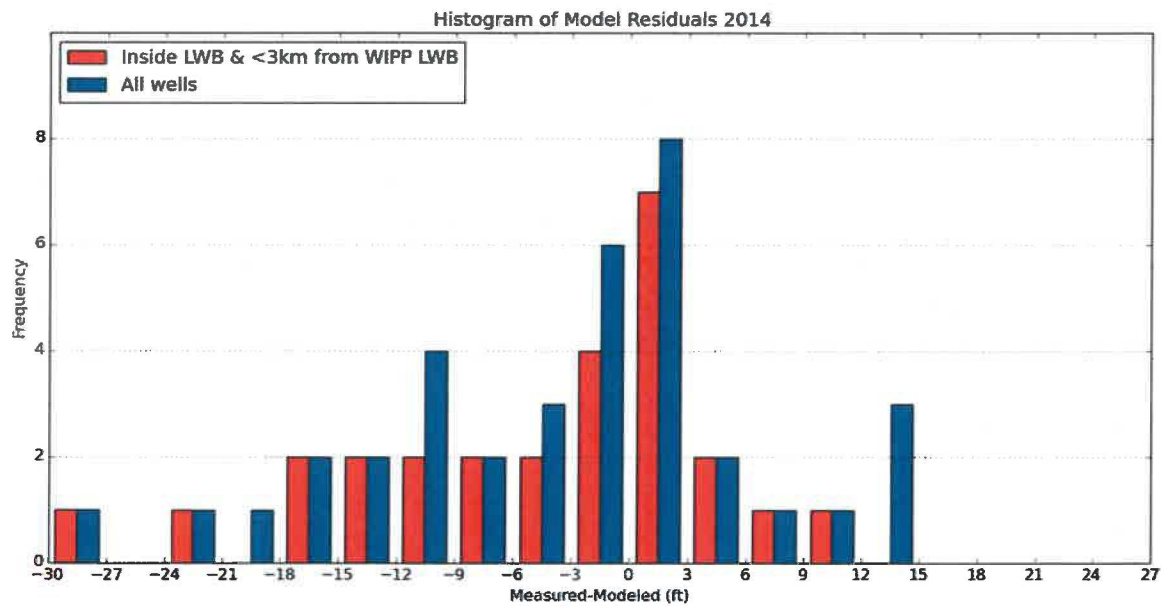 Histogram of Model Residuals 2014
Inside LWB & <3km from WIPP LWB
All wells
8
6
4
2
0
Frequency
−30 −27 −24 −21 −18 −15 −12 −9 −6 −3 0 3 6 9 12 15 18 21 24 27
Measured-Modeled (ft)